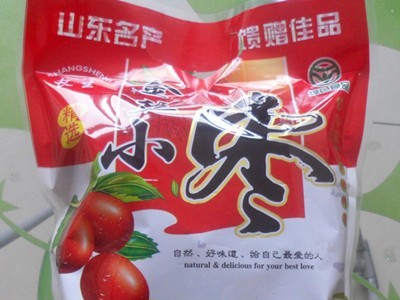 山东名产
馈赠佳品
精选
金丝
小枣
自然、好味道、给自己最爱的人
natural & delicious for your best love